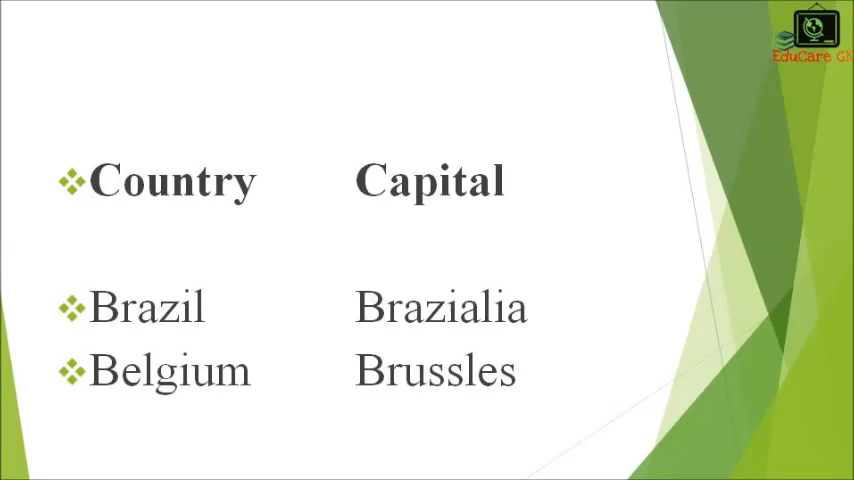 EduCare GK
Country Capital
Brazil Brazialia
Belgium Brussles